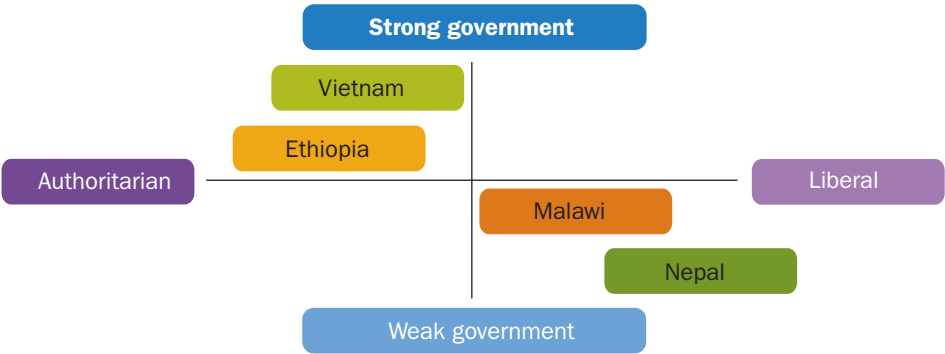 Strong government
Vietnam
Ethiopia
Authoritarian
Liberal
Malawi
Nepal
Weak government